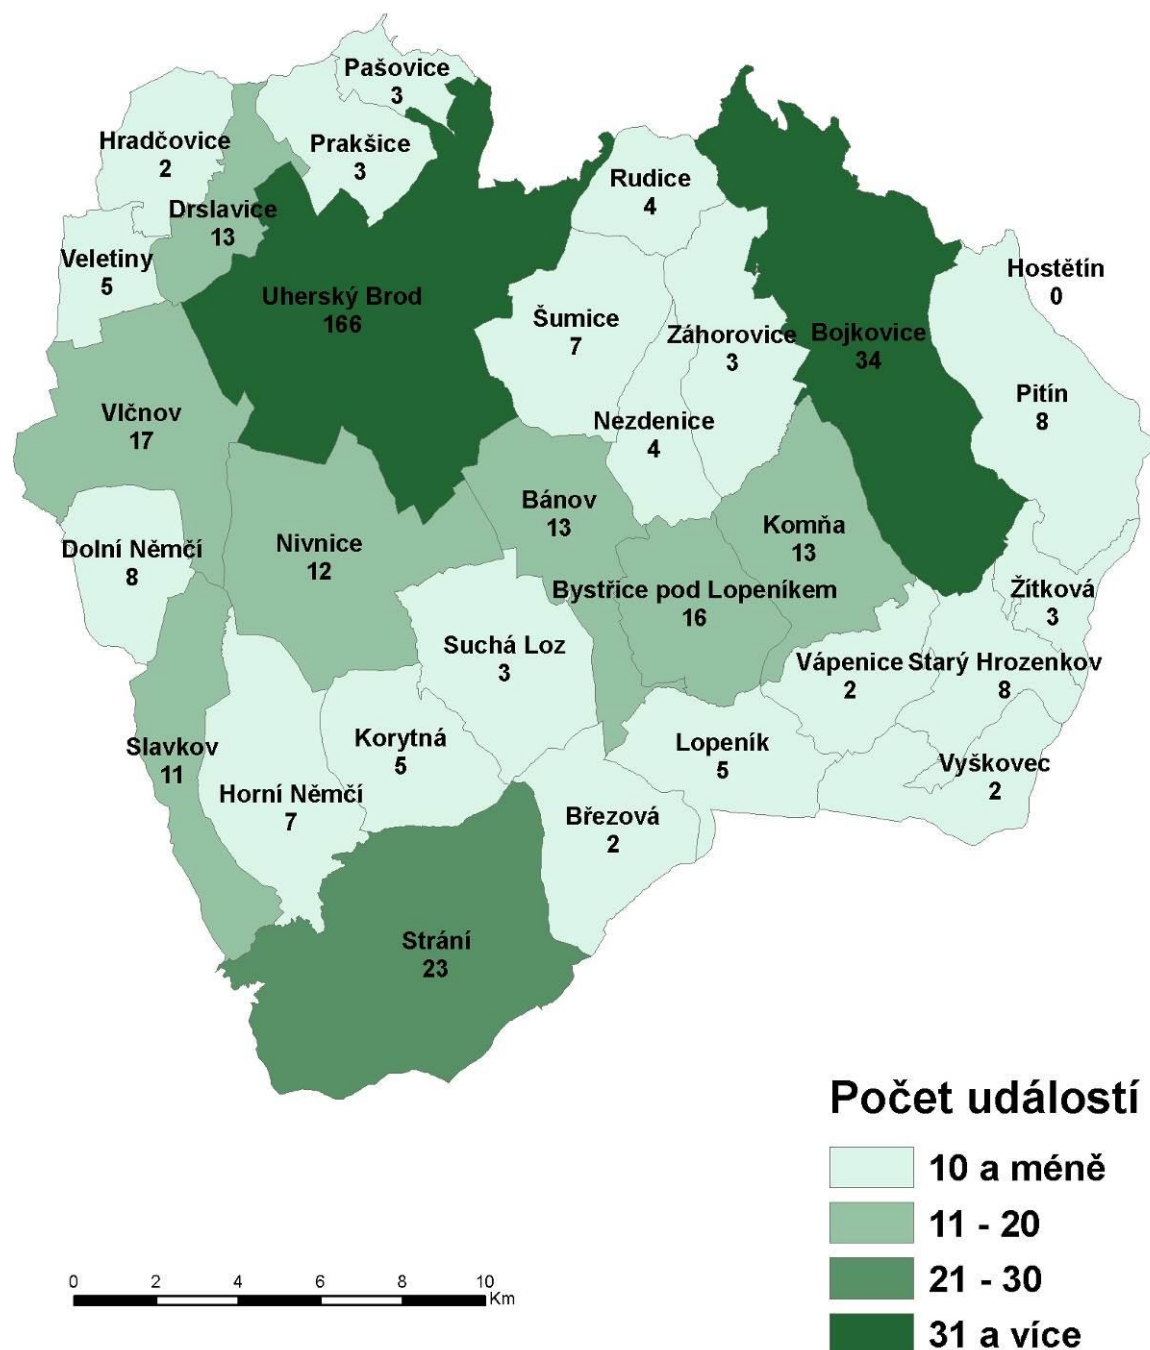 Pašovice
3
Hradčovice
2
Prakšice
3
Rudice
4
Drslavice
13
Veletiny
5
Hostětín
0
Uherský Brod
166
Šumice
7
Záhorovice
3
Bojkovice
34
Pitín
8
Vlčnov
17
Nezdenice
4
Bánov
13
Komňa
13
Dolní Němčí
8
Nivnice
12
Bystřice pod Lopeníkem
16
Žítková
3
Suchá Loz
3
Vápenice
2
Starý Hrozenkov
8
Slavkov
11
Korytná
5
Lopeník
5
Vyškovec
2
Horní Němčí
7
Březová
2
Strání
23
Počet událostí
10 a méně
11 - 20
21 - 30
31 a více
0 2 4 6 8 10
Km